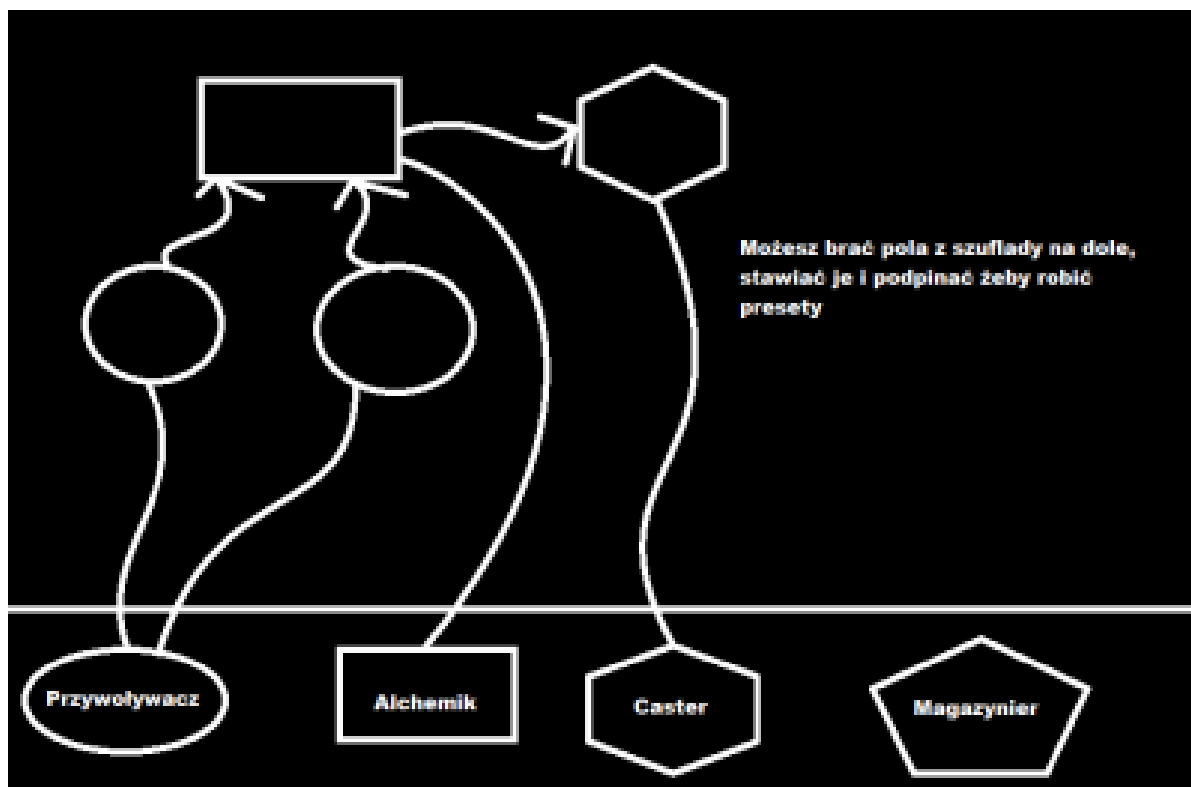 Możesz brać pola z szuflady na dole,
stawiać je i podpinać żeby robić
presety
Przywoływacz
Alchemik
Caster
Magazynier